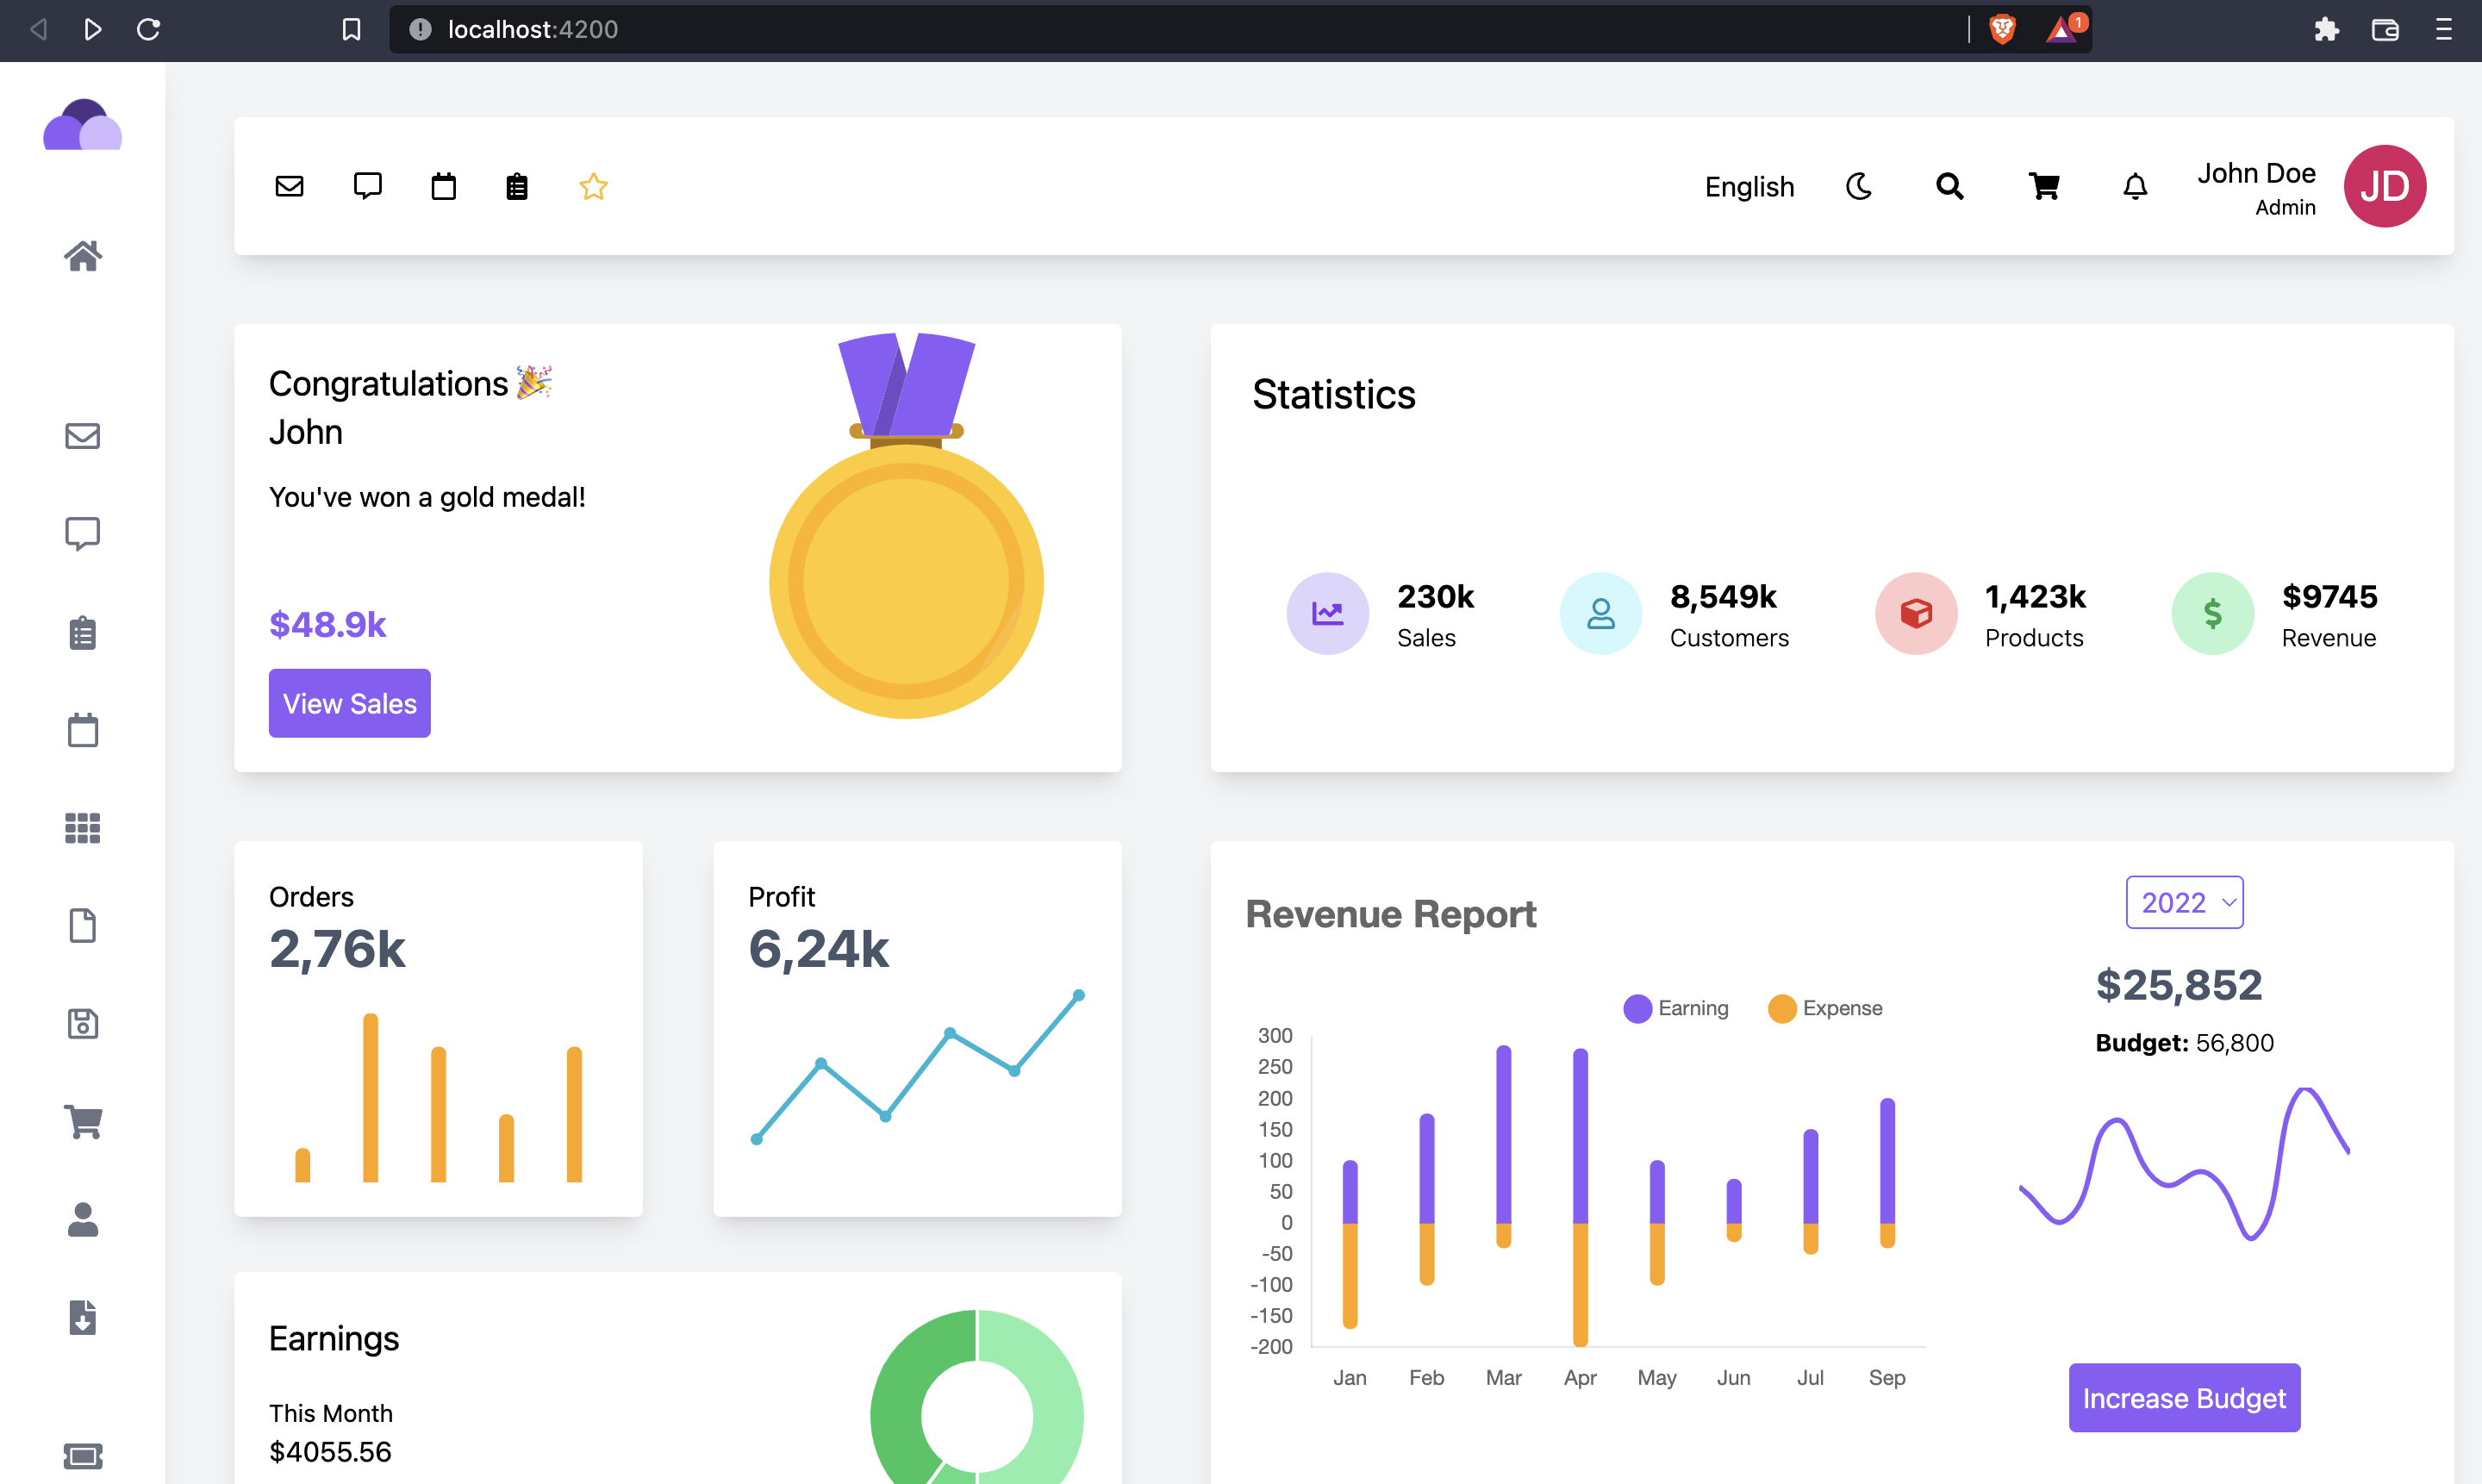 localhost:4200
1
English
John Doe
Admin
JD
Congratulations 🎉
John
You've won a gold medal!
$48.9k
View Sales
Statistics
230k
Sales
8,549k
Customers
1,423k
Products
$9745
Revenue
Orders
2,76k
Profit
6,24k
Revenue Report
Earning
Expense
300
250
200
150
100
50
0
-50
-100
-150
-200
Jan Feb Mar Apr May Jun Jul Sep
2022
$25,852
Budget: 56,800
Increase Budget
Earnings
This Month
$4055.56